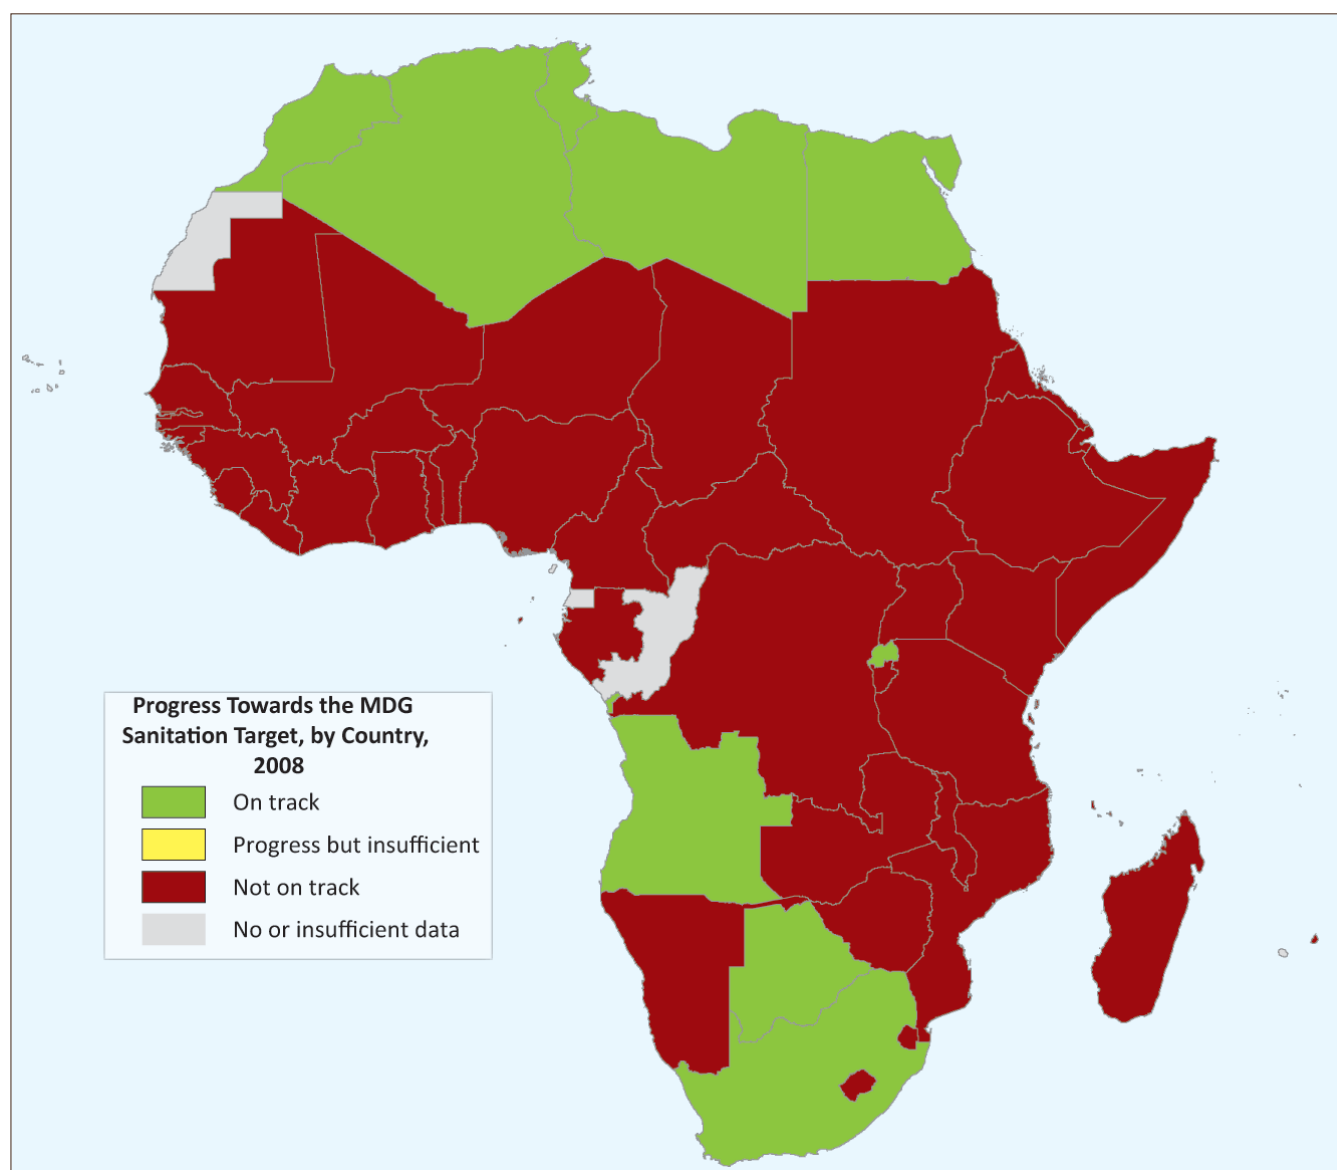 Progress Towards the MDG
Sanitation Target, by Country,
2008
On track
Progress but insufficient
Not on track
No or insufficient data